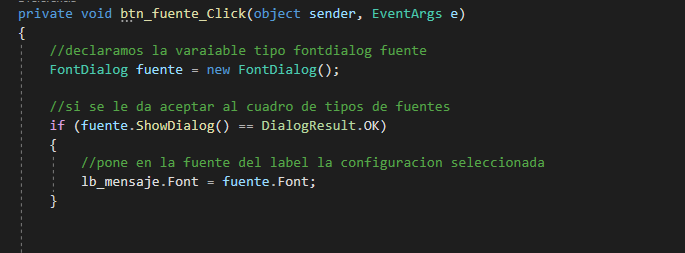 private void btn_fuente_Click(object sender, EventArgs e)
{
//declaramos la varaiable tipo fontdialog fuente
FontDialog fuente = new FontDialog();
//si se le da aceptar al cuadro de tipos de fuentes
if (fuente.ShowDialog() == DialogResult.OK)
{
//pone en la fuente del label la configuracion seleccionada
lb_mensaje.Font = fuente.Font;
}